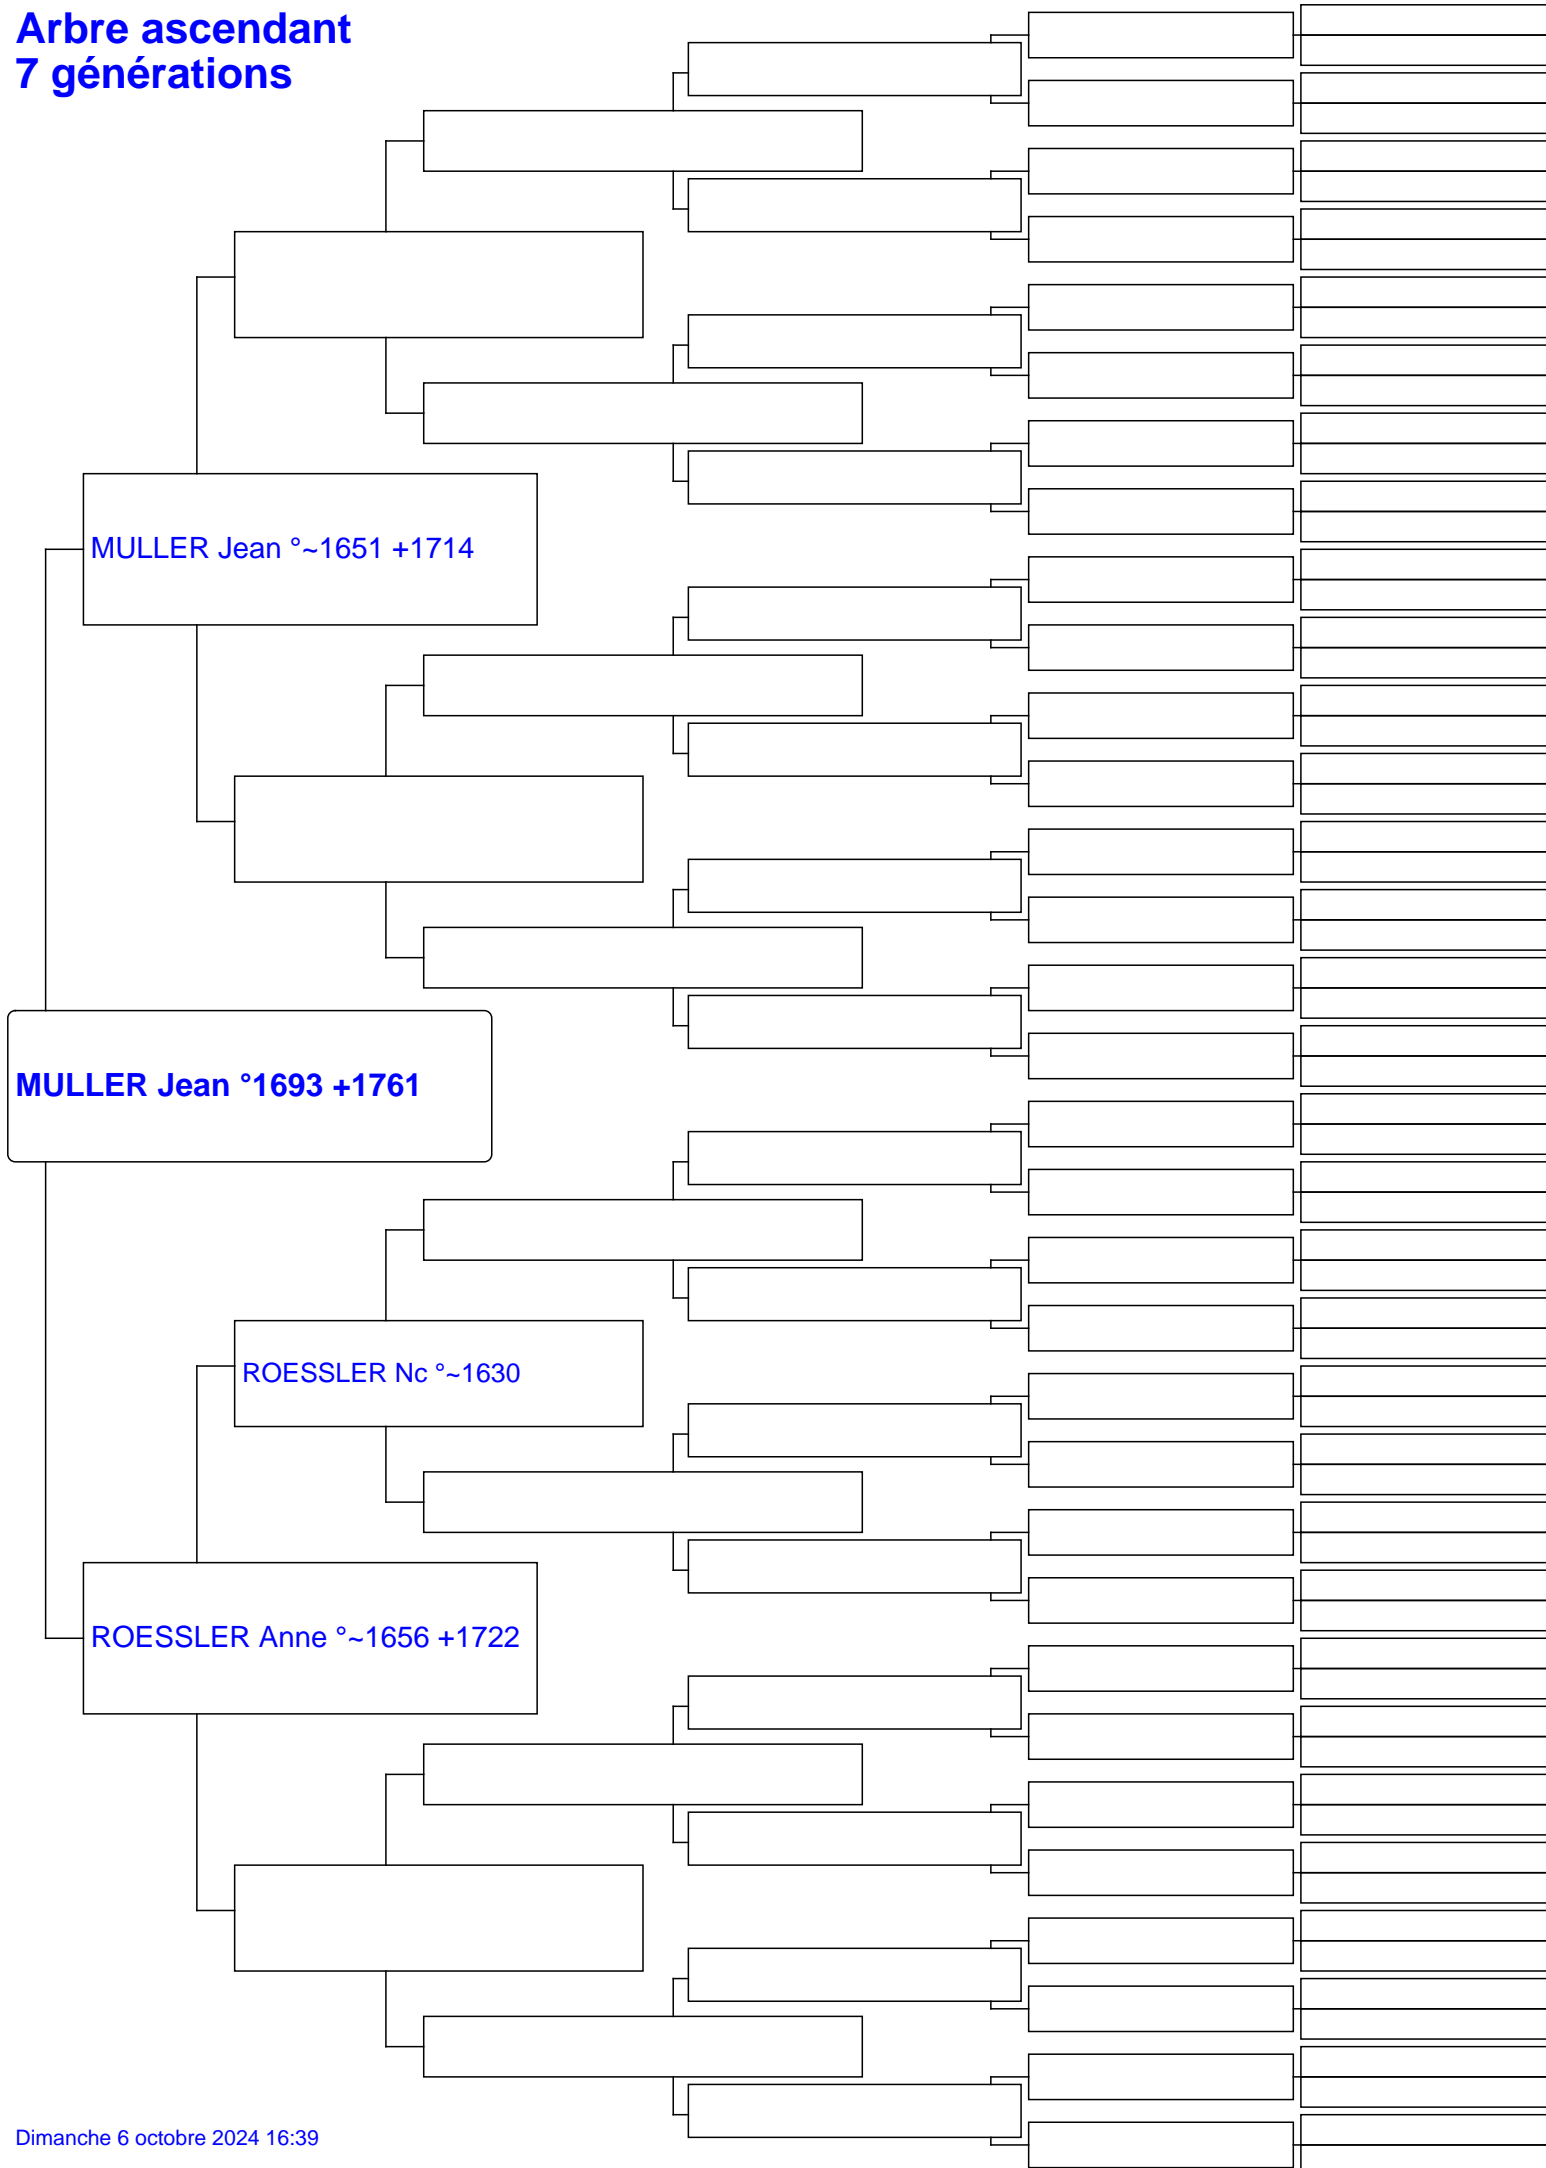 Arbre ascendant
7 générations
MULLER Jean °~1651 +1714
MULLER Jean °1693 +1761
ROESSLER Nc °~1630
ROESSLER Anne °~1656 +1722
Dimanche 6 octobre 2024 16:39